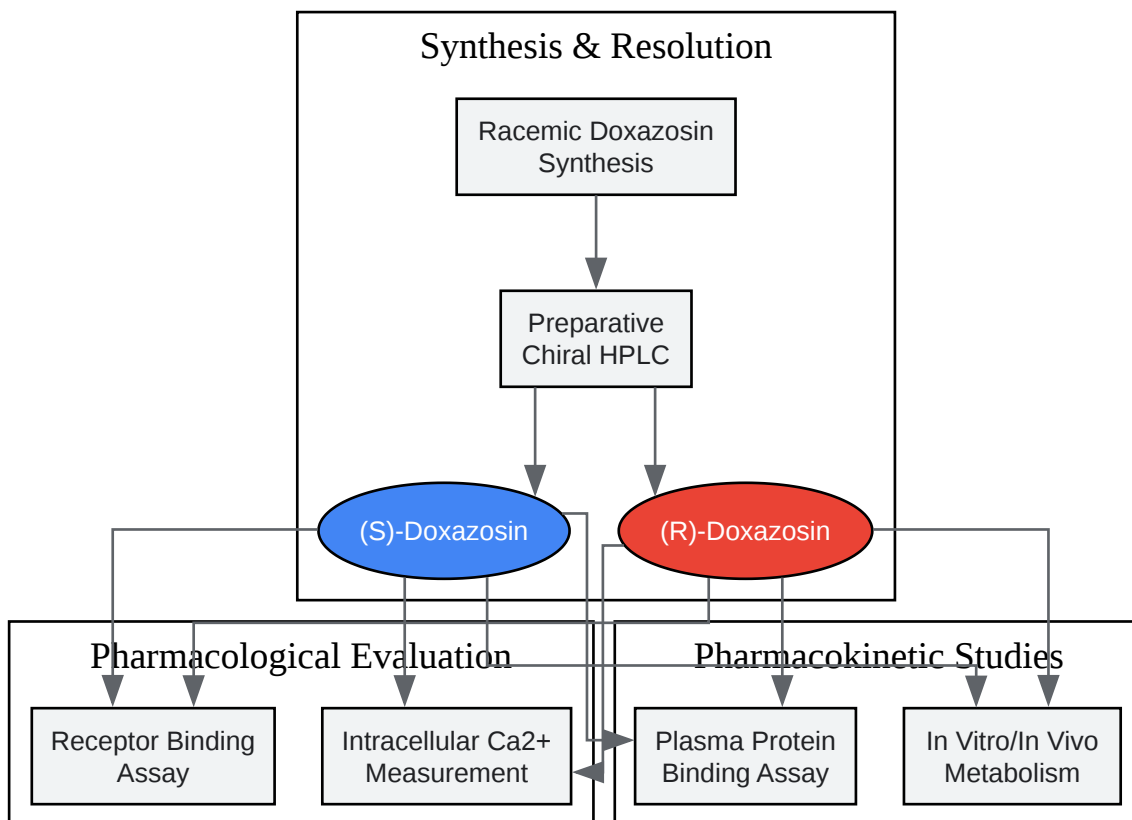 Synthesis & Resolution
Racemic Doxazosin
Synthesis
Preparative
Chiral HPLC
(S)-Doxazosin
(R)-Doxazosin
Pharmacological Evaluation
Pharmacokinetic Studies
Receptor Binding
Assay
Intracellular Ca2+
Measurement
Plasma Protein
Binding Assay
In Vitro/In Vivo
Metabolism